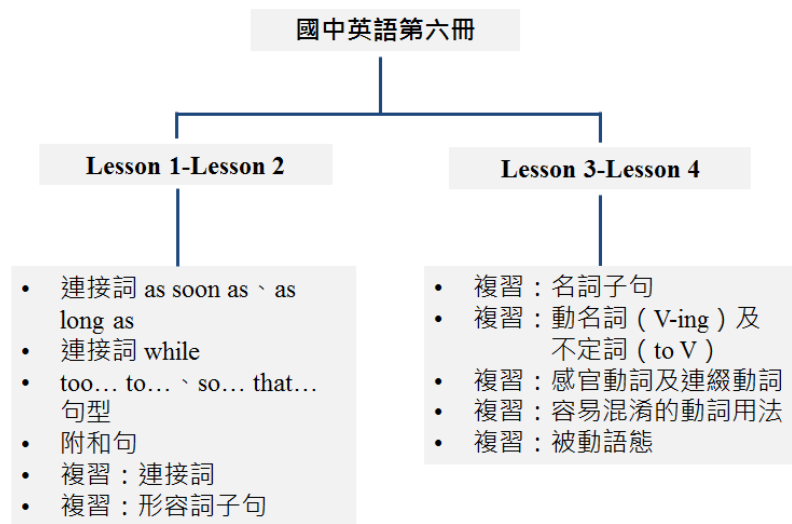 國中英語第六冊
Lesson 1-Lesson 2
• 連接詞 as soon as、as
long as
• 連接詞 while
• too… to…、so… that…
句型
• 附和句
• 複習：連接詞
• 複習：形容詞子句
Lesson 3-Lesson 4
• 複習：名詞子句
• 複習：動名詞（V-ing）及
不定詞（to V）
• 複習：感官動詞及連綴動詞
• 複習：容易混淆的動詞用法
• 複習：被動語態